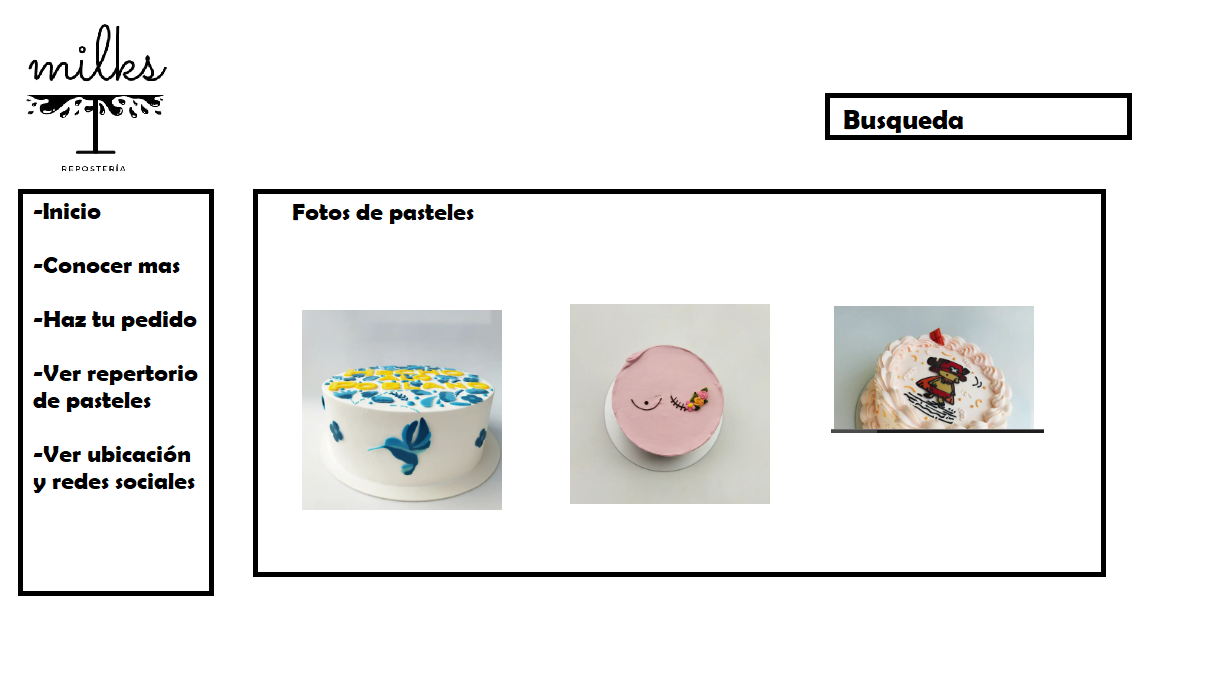 milks
REPOSTERÍA
Busqueda
-Inicio
-Conocer mas
-Haz tu pedido
-Ver repertorio
de pasteles
-Ver ubicación
y redes sociales
Fotos de pasteles